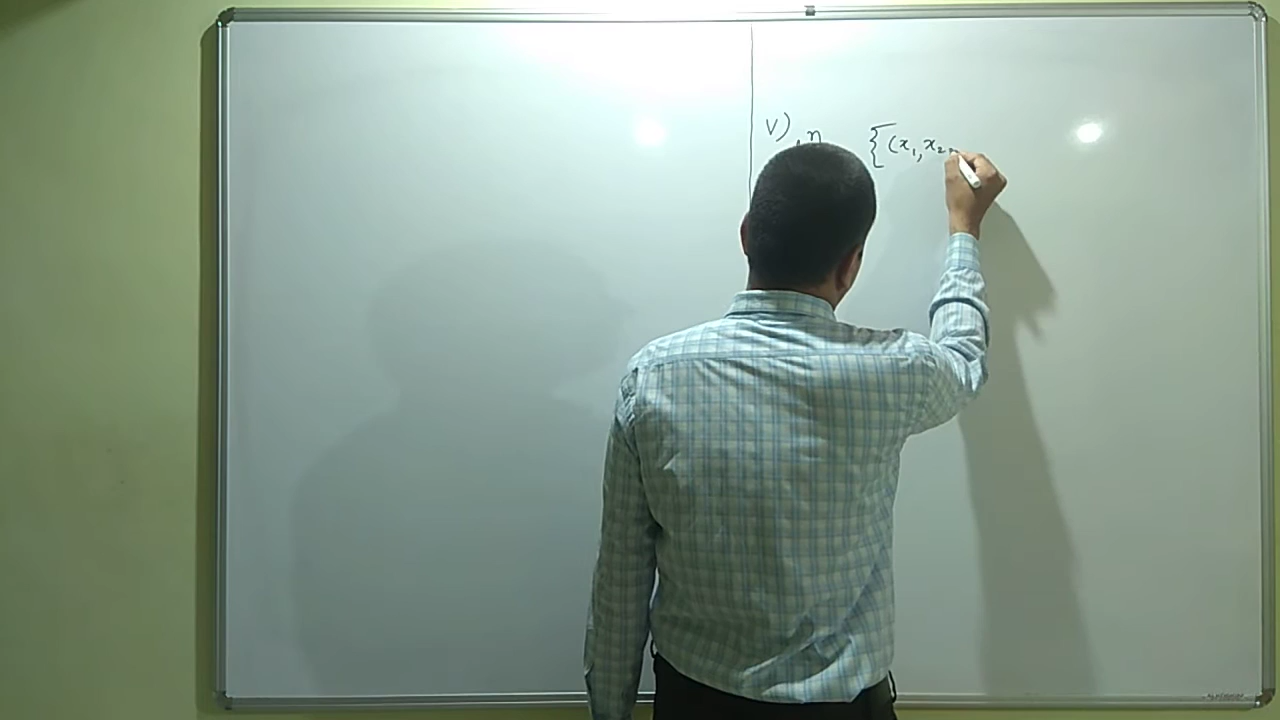 V)
n {(x₁, x₂